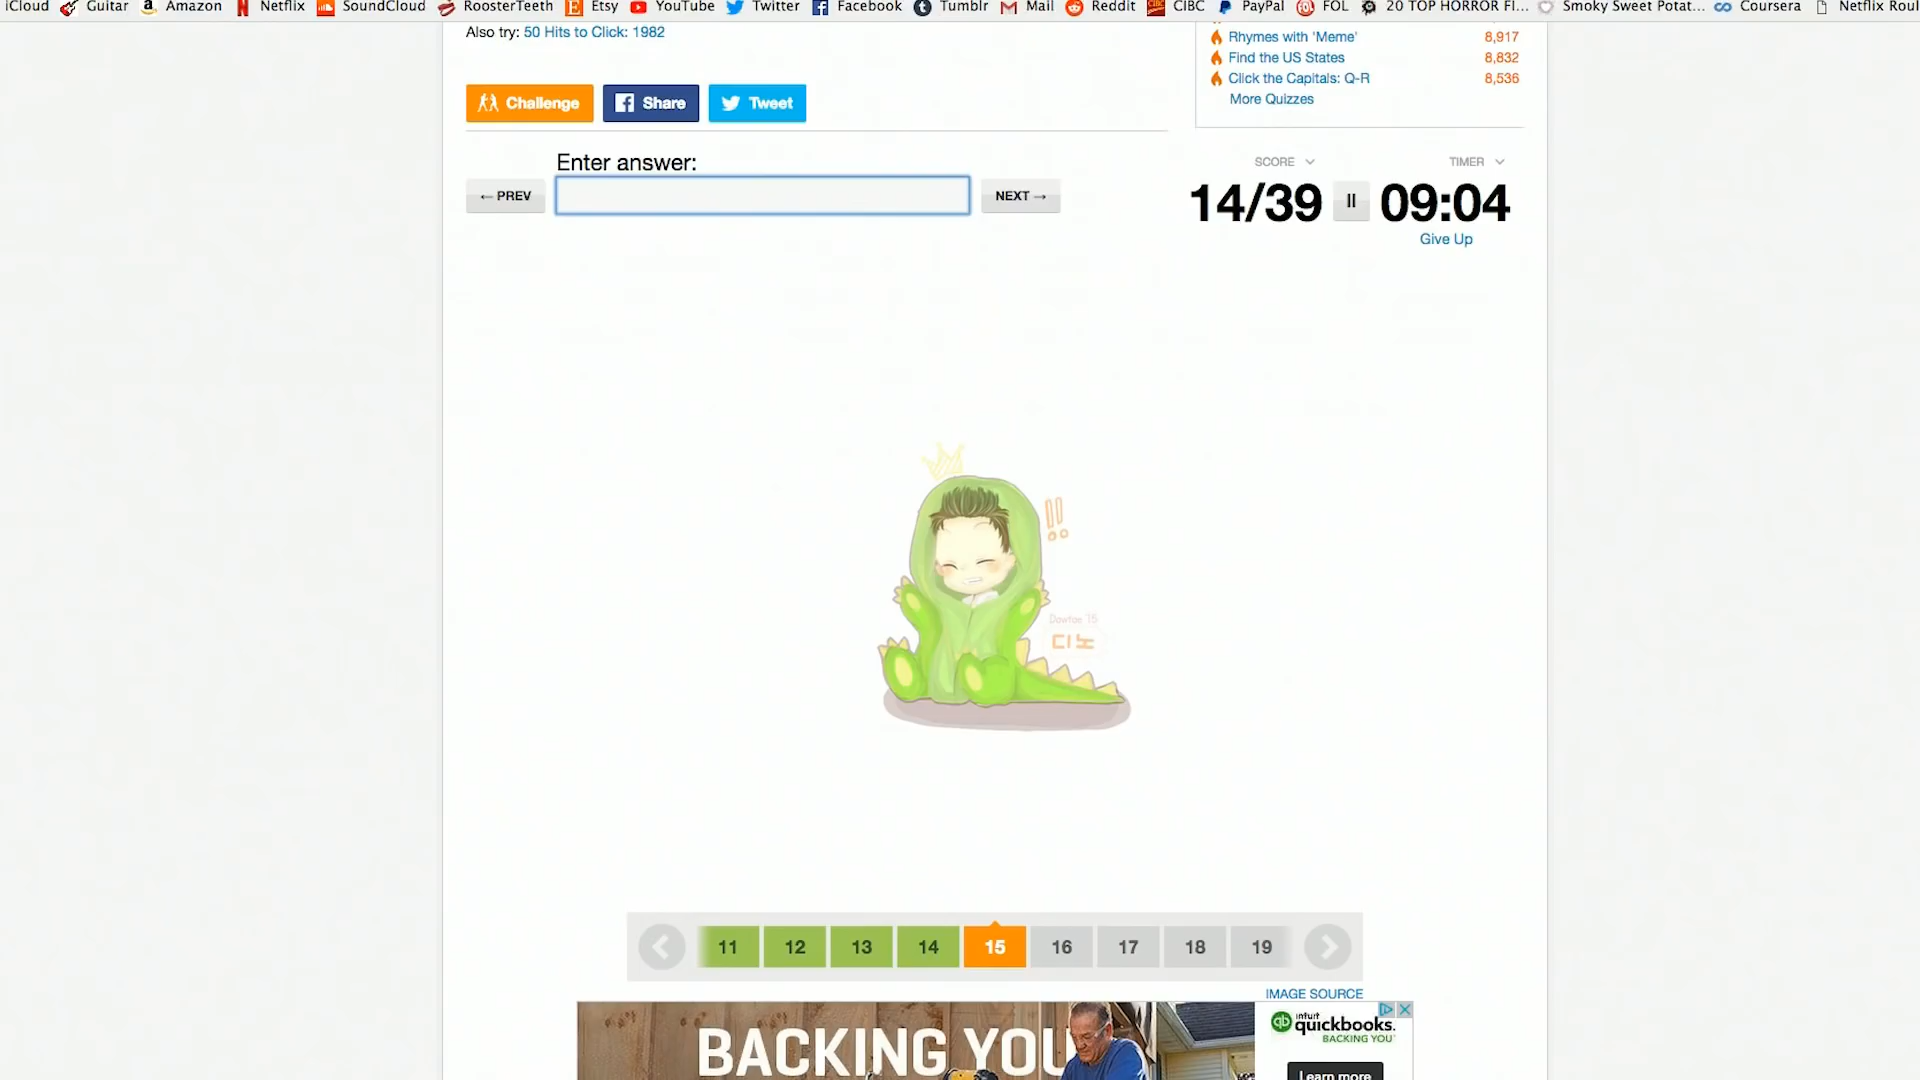 iCloud Guitar Amazon Netflix SoundCloud RoosterTeeth Etsy YouTube Twitter Facebook Tumblr Mail Reddit CIBC PayPal FOL 20 TOP HORROR FI... Smoky Sweet Potat... Coursera Netflix Roul
Also try: 50 Hits to Click: 1982
Rhymes with 'Meme' 8,917
Find the US States 8,832
Click the Capitals: Q-R 8,536
More Quizzes
Challenge Share Tweet
Enter answer:
← PREV NEXT →
SCORE TIMER
14/39 09:04
Give Up
!!
Dowtae '15
디노
11 12 13 14 15 16 17 18 19
IMAGE SOURCE
BACKING YOU
intuit
quickbooks.
BACKING YOU
Learn more